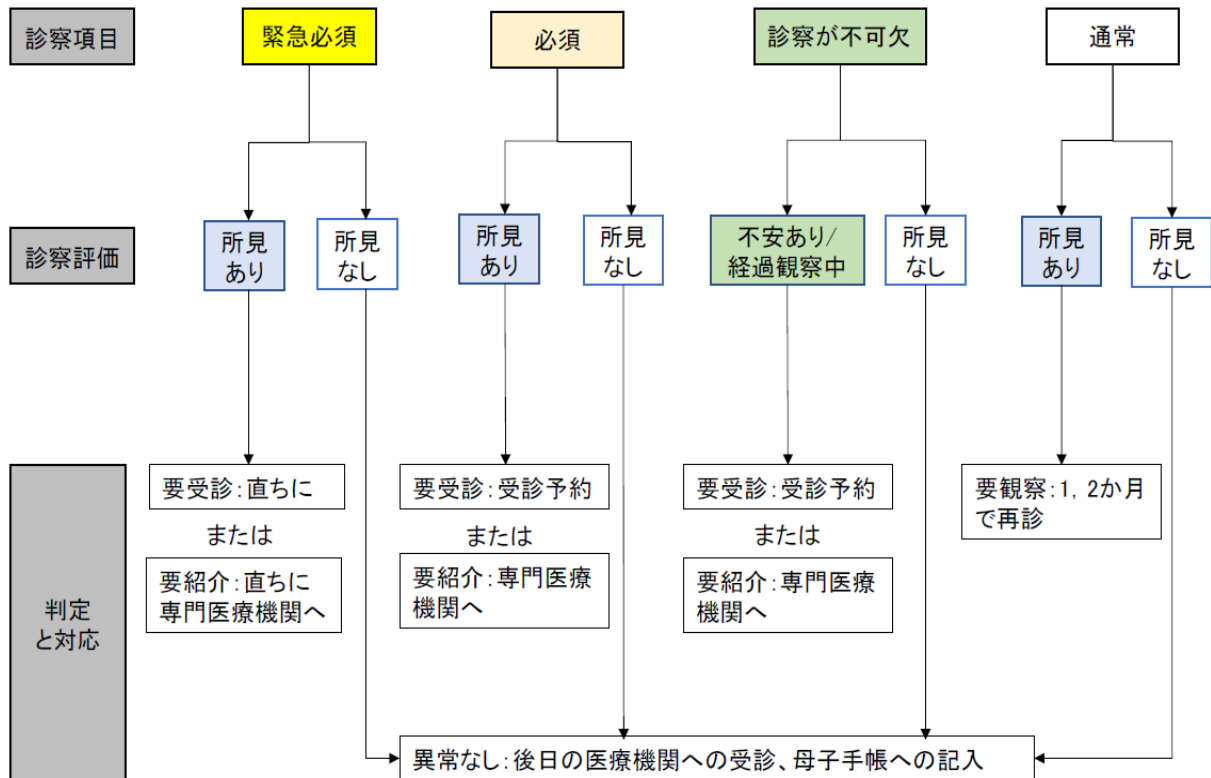 診察項目
緊急必須
必須
診察が不可欠
通常
診察評価
所見
あり
所見
なし
所見
あり
所見
なし
不安あり/
経過観察中
所見
なし
所見
あり
所見
なし
判定
と対応
要受診:直ちに
または
要紹介:直ちに
専門医療機関へ
要受診:受診予約
または
要紹介:専門医療
機関へ
要受診:受診予約
または
要紹介:専門医療
機関へ
要観察:1, 2か月
で再診
異常なし:後日の医療機関への受診、母子手帳への記入